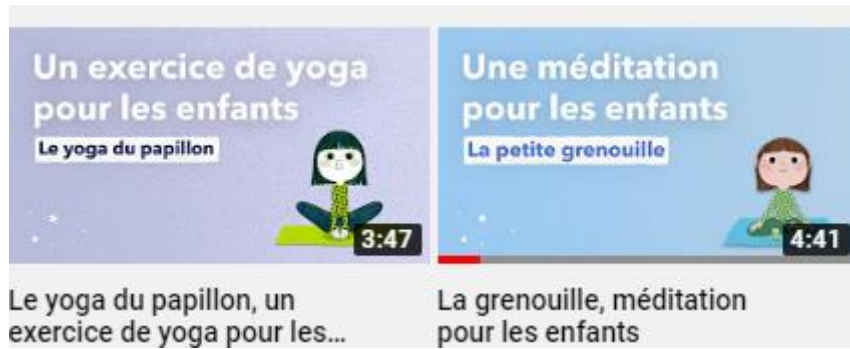 Un exercice de yoga
pour les enfants
Le yoga du papillon
3:47
Le yoga du papillon, un
exercice de yoga pour les...
Une méditation
pour les enfants
La petite grenouille
4:41
La grenouille, méditation
pour les enfants